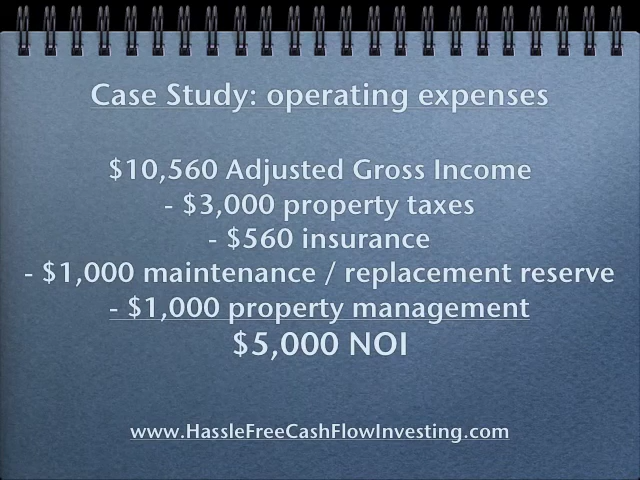 Case Study: operating expenses
$10,560 Adjusted Gross Income
- $3,000 property taxes
- $560 insurance
- $1,000 maintenance / replacement reserve
- $1,000 property management
$5,000 NOI
www.HassleFreeCashFlowInvesting.com